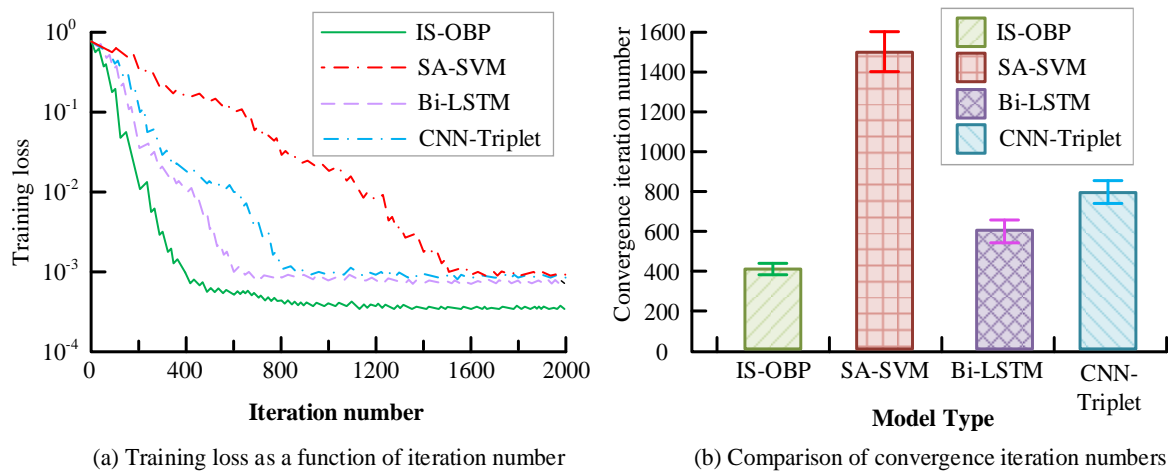 10^0
10^-1
10^-2
10^-3
10^-4
Training loss
IS-OBP
SA-SVM
Bi-LSTM
CNN-Triplet
0
400
800
1200
1600
2000
Iteration number
(a) Training loss as a function of iteration number
1600
1400
1200
1000
800
600
400
200
0
Convergence iteration number
IS-OBP
SA-SVM
Bi-LSTM
CNN-Triplet
IS-OBP
SA-SVM
Bi-LSTM
CNN-
Triplet
Model Type
(b) Comparison of convergence iteration numbers